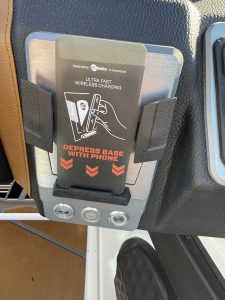 ULTRA FAST
WIRELESS CHARGING
DEPRESS BASE
WITH PHONE